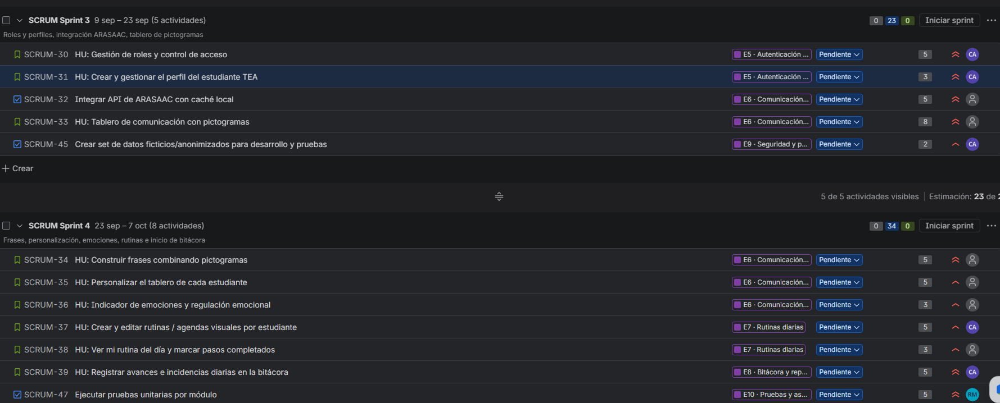 SCRUM Sprint 3 9 sep – 23 sep (5 actividades) 0 23 0 Iniciar sprint ...
Roles y perfiles, integración ARASAAC, tablero de pictogramas
SCRUM-30 HU: Gestión de roles y control de acceso E5 · Autenticación ... Pendiente 5 CA
SCRUM-31 HU: Crear y gestionar el perfil del estudiante TEA E5 · Autenticación ... Pendiente 3 CA
SCRUM-32 Integrar API de ARASAAC con caché local E6 · Comunicación... Pendiente 5
SCRUM-33 HU: Tablero de comunicación con pictogramas E6 · Comunicación... Pendiente 8
SCRUM-45 Crear set de datos ficticios/anonimizados para desarrollo y pruebas E9 · Seguridad y p... Pendiente 2 CA
+ Crear
5 de 5 actividades visibles Estimación: 23 de
SCRUM Sprint 4 23 sep – 7 oct (8 actividades) 0 34 0 Iniciar sprint ...
Frases, personalización, emociones, rutinas e inicio de bitácora
SCRUM-34 HU: Construir frases combinando pictogramas E6 · Comunicación... Pendiente 5
SCRUM-35 HU: Personalizar el tablero de cada estudiante E6 · Comunicación... Pendiente 5
SCRUM-36 HU: Indicador de emociones y regulación emocional E6 · Comunicación... Pendiente 3
SCRUM-37 HU: Crear y editar rutinas / agendas visuales por estudiante E7 · Rutinas diarias Pendiente 5 CA
SCRUM-38 HU: Ver mi rutina del día y marcar pasos completados E7 · Rutinas diarias Pendiente 3
SCRUM-39 HU: Registrar avances e incidencias diarias en la bitácora E8 · Bitácora y rep... Pendiente 5 CA
SCRUM-47 Ejecutar pruebas unitarias por módulo E10 · Pruebas y as... Pendiente 5 RM